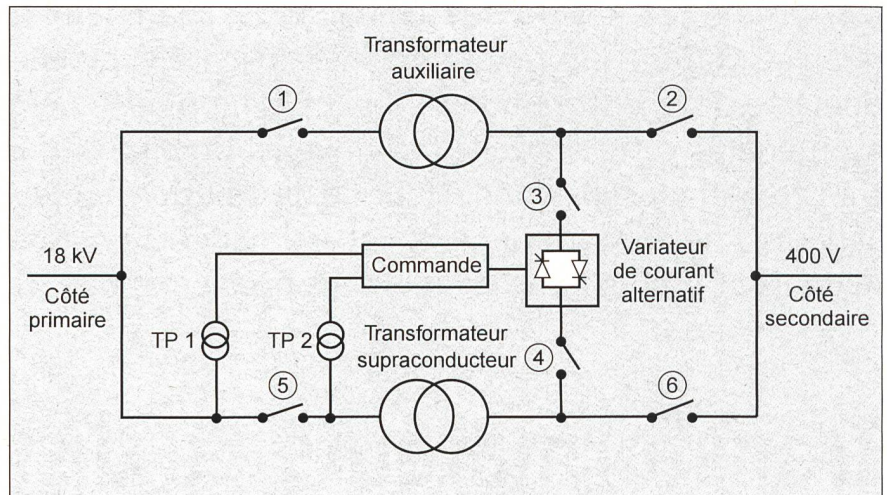 Transformateur
auxiliaire
1
2
3
18 kV
Côté
primaire
Commande
Variateur
de courant
alternatif
400 V
Côté
secondaire
TP 1
TP 2
Transformateur
supraconducteur
4
5
6